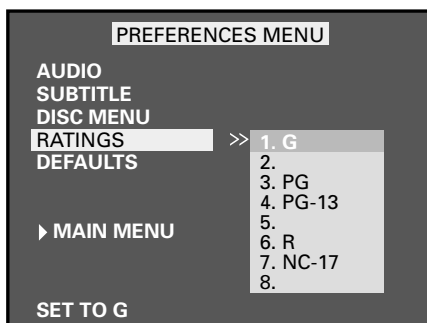 PREFERENCES MENU
AUDIO
SUBTITLE
DISC MENU
RATINGS >> 1. G
DEFAULTS 2.
3. PG
4. PG-13
MAIN MENU 5.
6. R
7. NC-17
8.
SET TO G